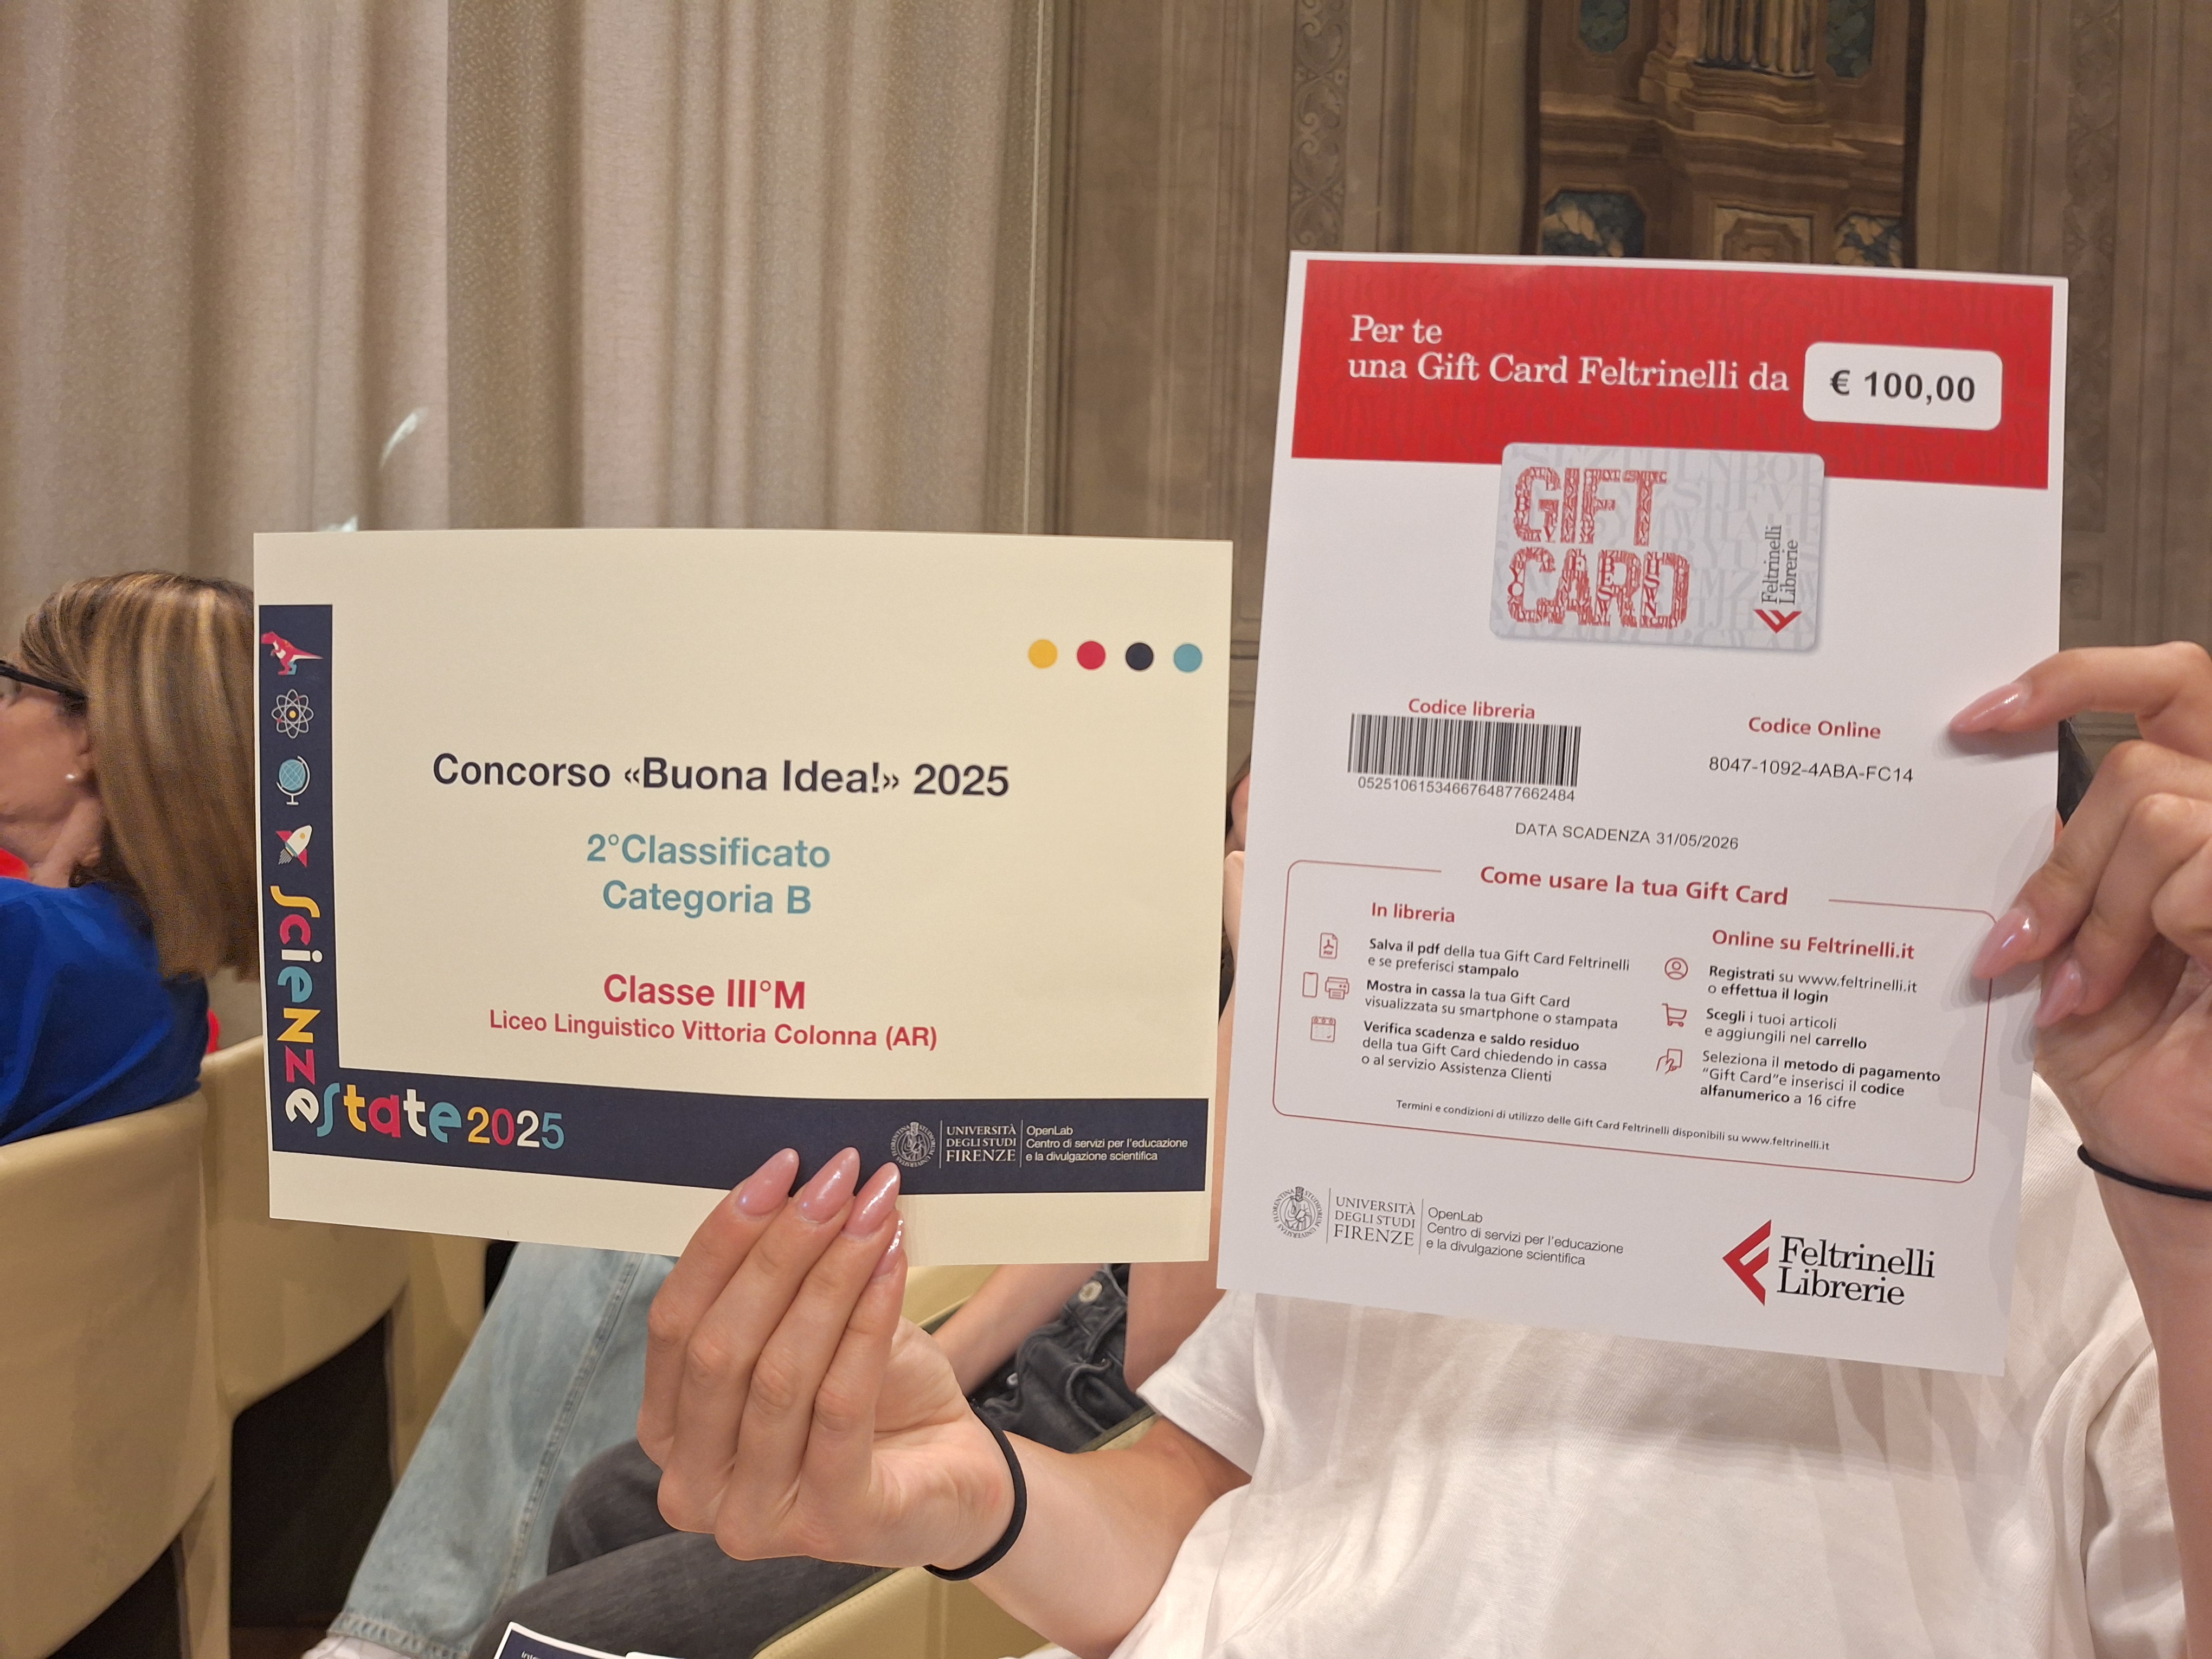 Concorso «Buona Idea!» 2025
2°Classificato
Categoria B
Classe III°M
Liceo Linguistico Vittoria Colonna (AR)
ScieNze
eState 2025
UNIVERSITÀ
DEGLI STUDI
FIRENZE
OpenLab
Centro di servizi per l'educazione
e la divulgazione scientifica
Per te
una Gift Card Feltrinelli da
€ 100,00
GIFT
CARD
Feltrinelli
Librerie
Codice libreria
0525106153466764877662484
Codice Online
8047-1092-4ABA-FC14
DATA SCADENZA 31/05/2026
Come usare la tua Gift Card
In libreria
Salva il pdf della tua Gift Card Feltrinelli
e se preferisci stampalo
Mostra in cassa la tua Gift Card
visualizzata su smartphone o stampata
Verifica scadenza e saldo residuo
della tua Gift Card chiedendo in cassa
o al servizio Assistenza Clienti
Online su Feltrinelli.it
Registrati su www.feltrinelli.it
o effettua il login
Scegli i tuoi articoli
e aggiungili nel carrello
Seleziona il metodo di pagamento
"Gift Card"e inserisci il codice
alfanumerico a 16 cifre
Termini e condizioni di utilizzo delle Gift Card Feltrinelli disponibili su www.feltrinelli.it
UNIVERSITÀ
DEGLI STUDI
FIRENZE
OpenLab
Centro di servizi per l'educazione
e la divulgazione scientifica
Feltrinelli
Librerie